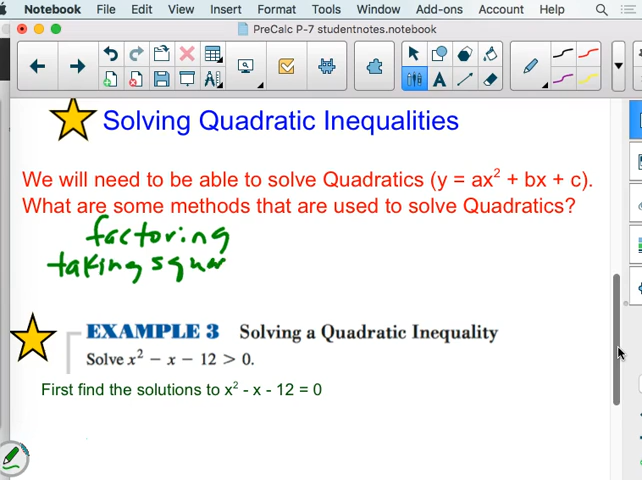 Notebook File Edit View Insert Format Tools Window Add-ons Account Help
PreCalc P-7 studentnotes.notebook
Solving Quadratic Inequalities
We will need to be able to solve Quadratics (y = ax² + bx + c).
What are some methods that are used to solve Quadratics?
factoring
taking squar
EXAMPLE 3 Solving a Quadratic Inequality
Solve x² − x − 12 > 0.
First find the solutions to x² - x - 12 = 0